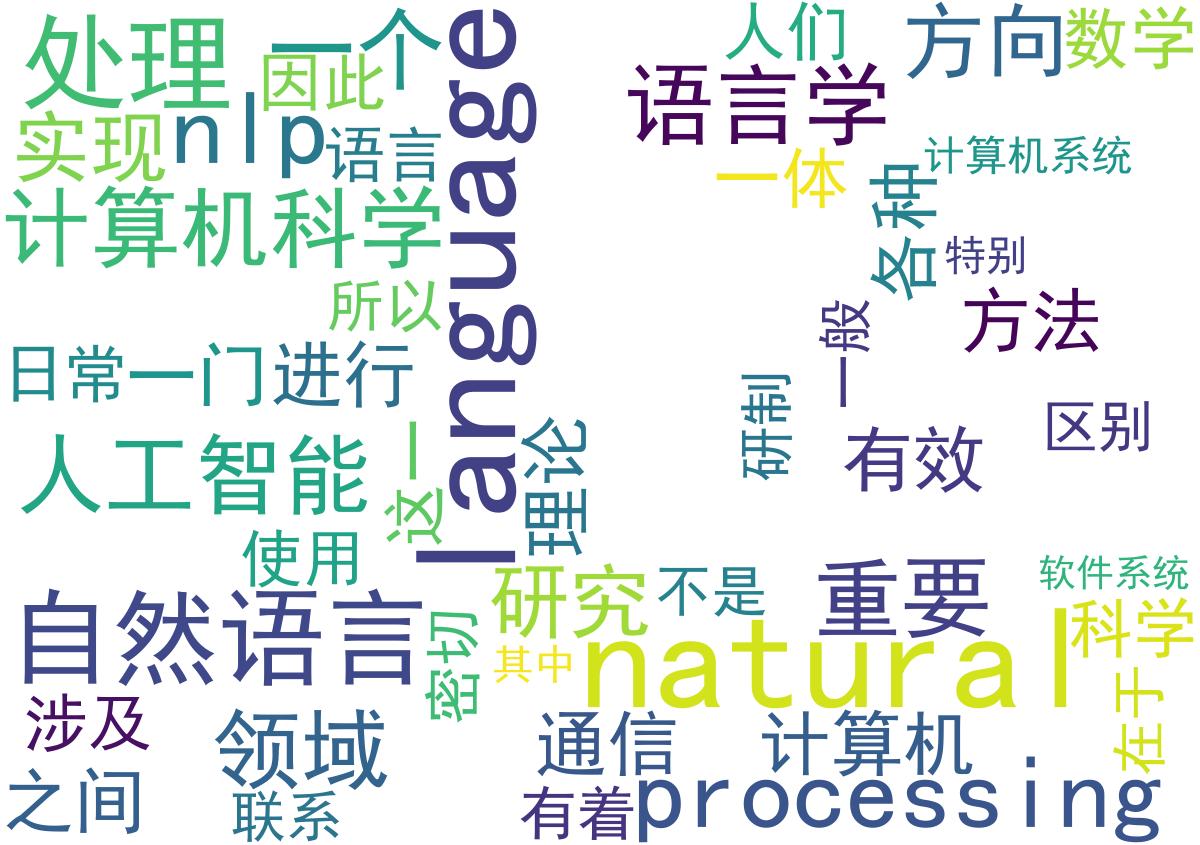 处理
一个
language
人们
方向
数学
因此
语言学
实现
nlp
语言
一体
计算机系统
各种
计算机科学
特别
所以
方法
一般
日常
一门
进行
研制
区别
有效
人工智能
这一
理论
使用
自然语言
密切
研究
不是
重要
软件系统
科学
其中
natural
在于
涉及
领域
通信
计算机
之间
联系
有着
processing